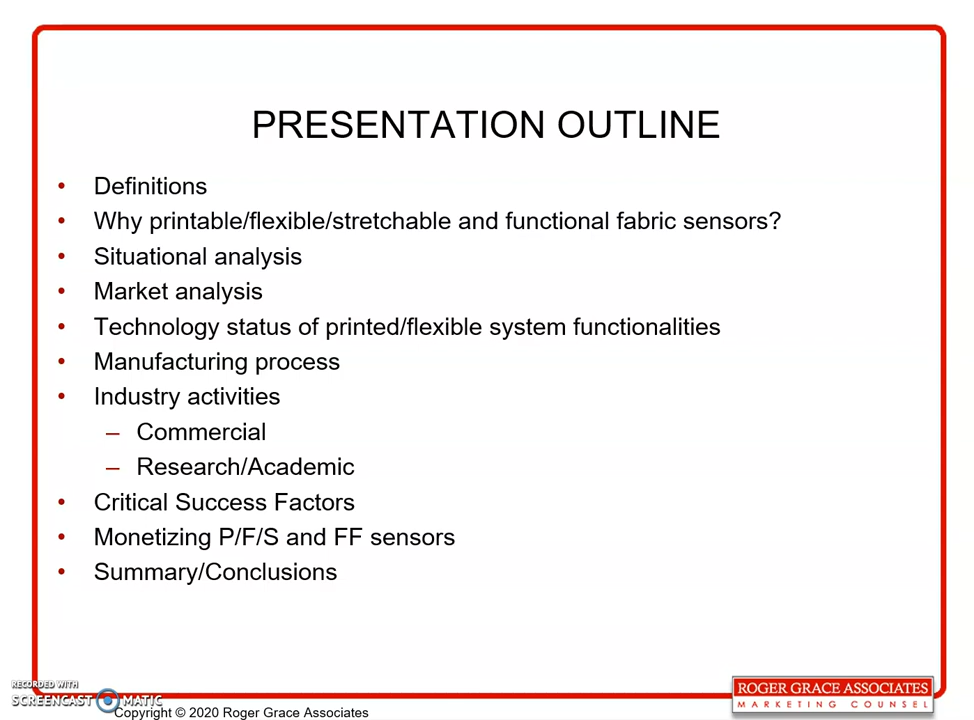 PRESENTATION OUTLINE
• Definitions
• Why printable/flexible/stretchable and functional fabric sensors?
• Situational analysis
• Market analysis
• Technology status of printed/flexible system functionalities
• Manufacturing process
• Industry activities
– Commercial
– Research/Academic
• Critical Success Factors
• Monetizing P/F/S and FF sensors
• Summary/Conclusions
RECORDED WITH
SCREENCAST MATIC
Copyright © 2020 Roger Grace Associates
ROGER GRACE ASSOCIATES
MARKETING COUNSEL